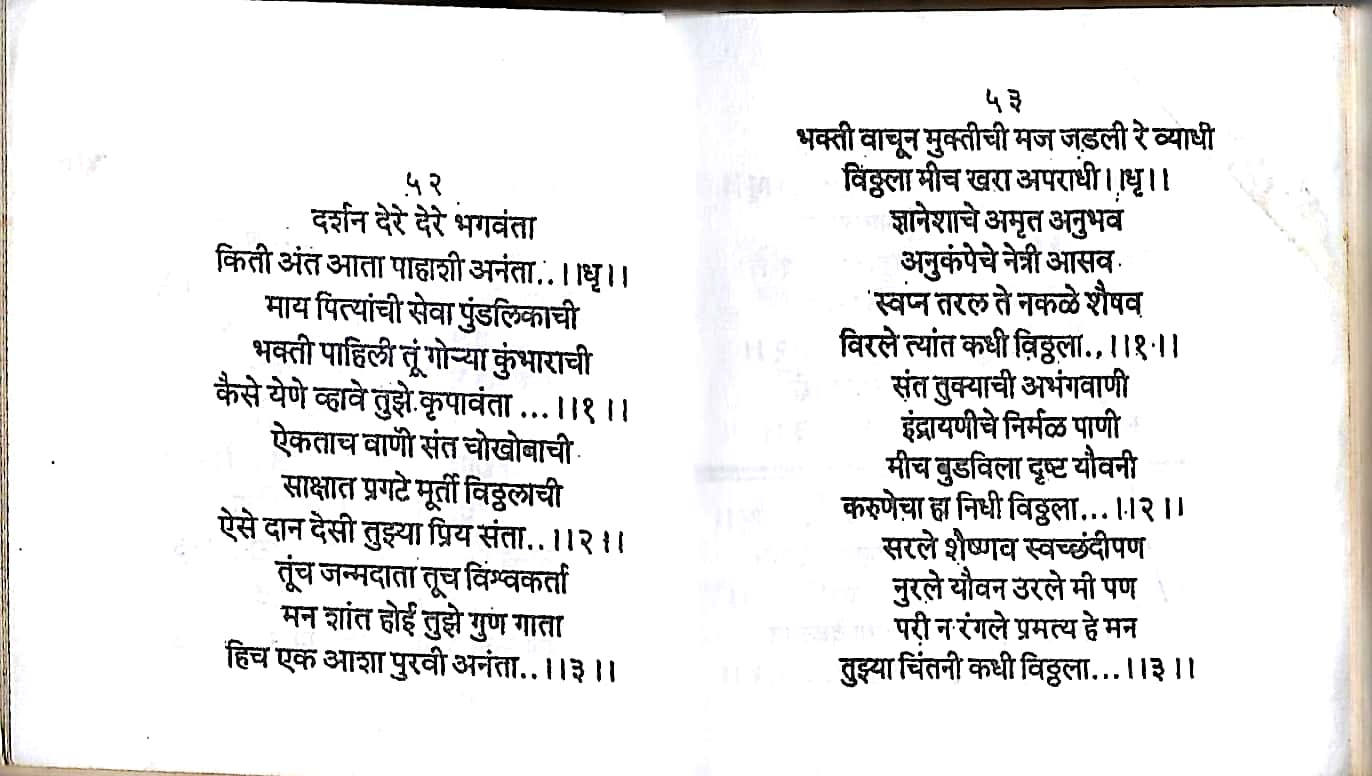 ५२
दर्शन देरे देरे भगवंता
किती अंत आता पाहाशी अनंता..।।धृ।।
माय पित्यांची सेवा पुंडलिकाची
भक्ती पाहिली तूं गोऱ्या कुंभाराची
कैसे येणे व्हावे तुझे कृपावंता ...।।१।।
ऐकताच वाणी संत चोखोबाची
साक्षात प्रगटे मूर्ती विठ्ठलाची
ऐसे दान देसी तुझ्या प्रिय संता..।।२।।
तूंच जन्मदाता तूच विश्वकर्ता
मन शांत होई तुझे गुण गाता
हिच एक आशा पुरवी अनंता..।।३।।
५३
भक्ती वाचून मुक्तीची मज जडली रे व्याधी
विठ्ठला मीच खरा अपराधी।।धृ।।
ज्ञानेशाचे अमृत अनुभव
अनुकंपेचे नेत्री आसव
स्वप्न तरल ते नकळे शैषव
विरले त्यांत कधी विठ्ठला..।।१।।
संत तुक्याची अभंगवाणी
इंद्रायणीचे निर्मळ पाणी
मीच बुडविला दृष्ट यौवनी
करुणेचा हा निधी विठ्ठला...।।२।।
सरले शैष्णव स्वच्छंदीपण
नुरले यौवन उरले मी पण
परी न रंगले प्रमत्य हे मन
तुझ्या चिंतनी कधी विठ्ठला...।।३।।